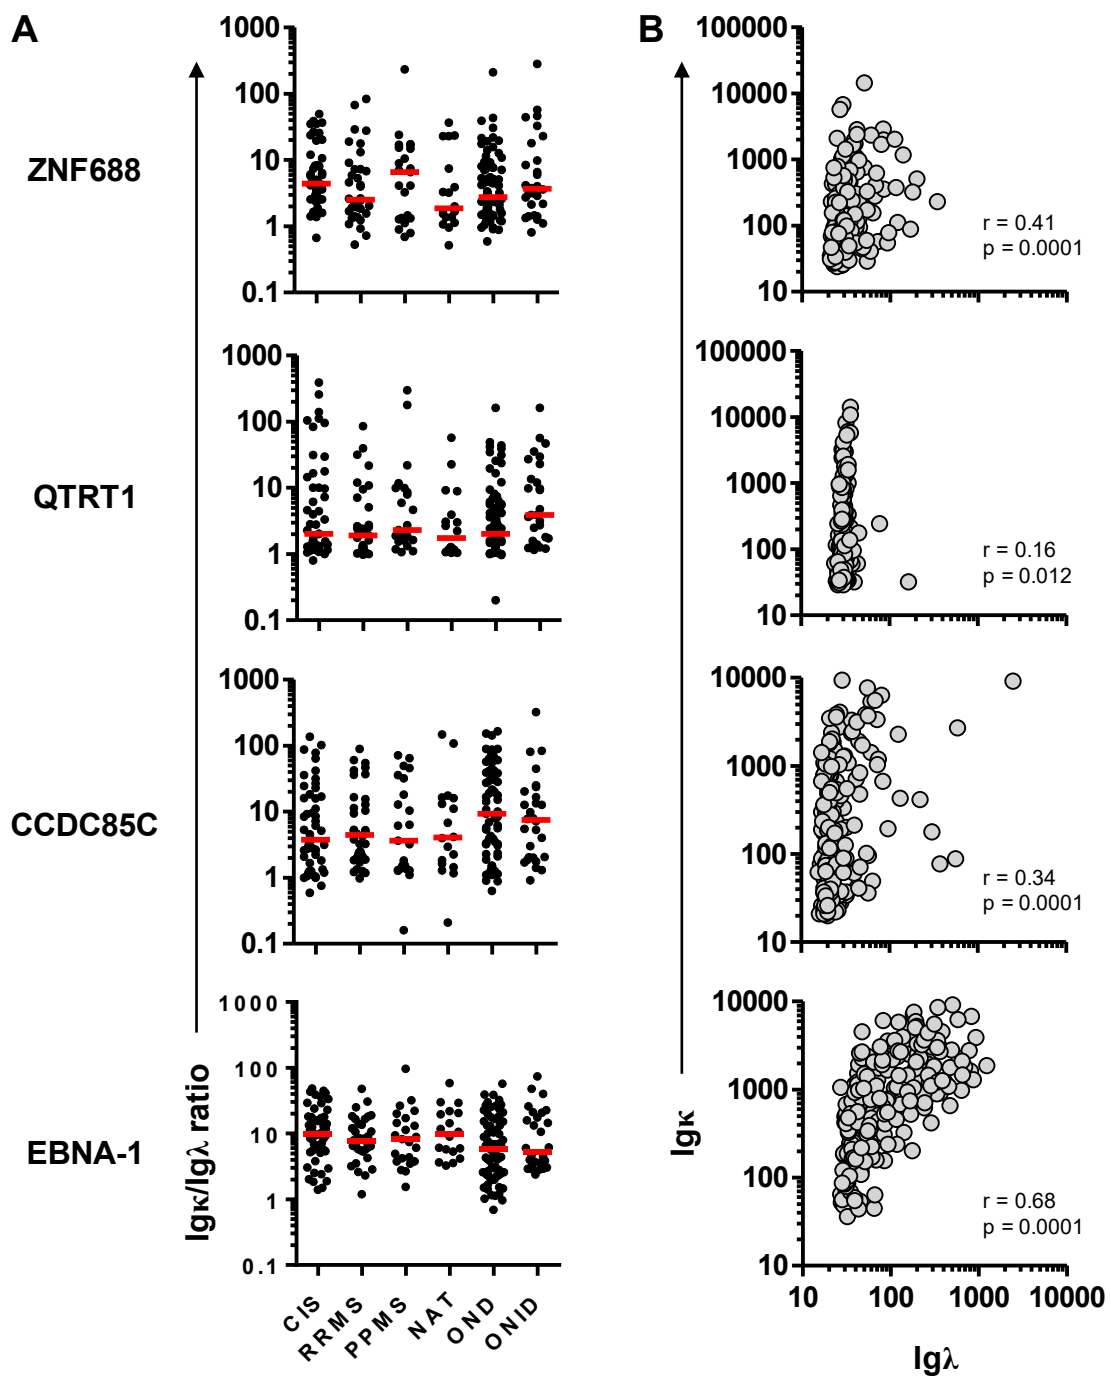 A
B
ZNF688
1000
100
10
1
0.1
100000
10000
1000
100
10
r = 0.41
p = 0.0001
QTRT1
1000
100
10
1
0.1
100000
10000
1000
100
10
r = 0.16
p = 0.012
CCDC85C
1000
100
10
1
0.1
10000
1000
100
10
r = 0.34
p = 0.0001
EBNA-1
1000
100
10
1
0.1
10000
1000
100
10
r = 0.68
p = 0.0001
Igκ/Igλ ratio
Igκ
CIS
RRMS
PPMS
NAT
OND
ONID
10 100 1000 10000
Igλ